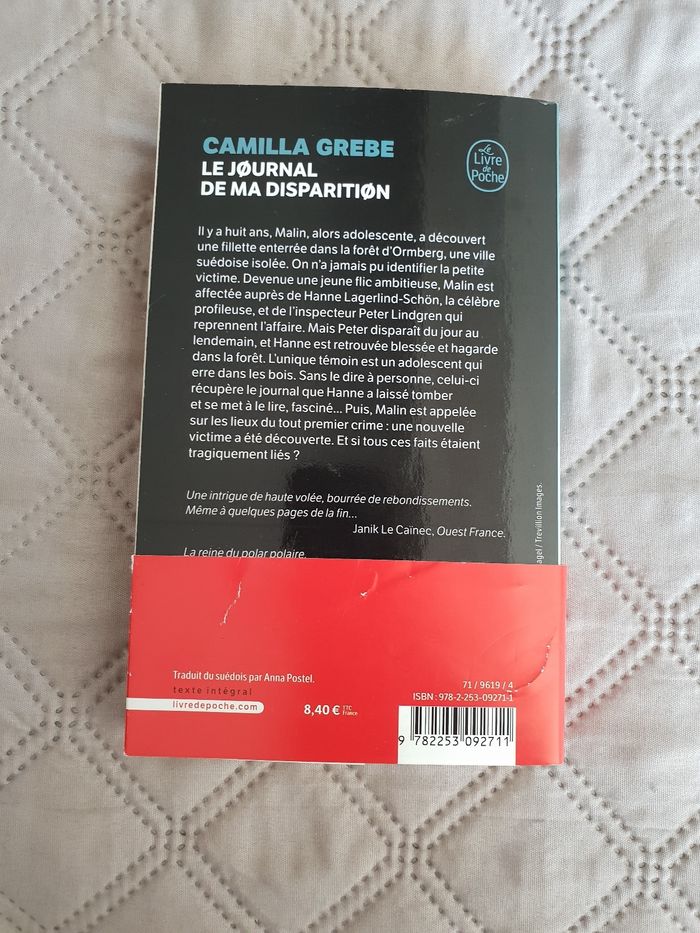 CAMILLA GREBE
LE JØURNAL
DE MA DISPARITIØN
Le
Livre
de
Poche
Il y a huit ans, Malin, alors adolescente, a découvert
une fillette enterrée dans la forêt d'Ormberg, une ville
suédoise isolée. On n'a jamais pu identifier la petite
victime. Devenue une jeune flic ambitieuse, Malin est
affectée auprès de Hanne Lagerlind-Schön, la célèbre
profileuse, et de l'inspecteur Peter Lindgren qui
reprennent l'affaire. Mais Peter disparaît du jour au
lendemain, et Hanne est retrouvée blessée et hagarde
dans la forêt. L'unique témoin est un adolescent qui
erre dans les bois. Sans le dire à personne, celui-ci
récupère le journal que Hanne a laissé tomber
et se met à le lire, fasciné... Puis, Malin est appelée
sur les lieux du tout premier crime : une nouvelle
victime a été découverte. Et si tous ces faits étaient
tragiquement liés ?
Une intrigue de haute volée, bourrée de rebondissements.
Même à quelques pages de la fin...
Janik Le Caïnec, Ouest France.
La reine du polar polaire.
/ Trevillion Images.
Traduit du suédois par Anna Postel.
texte intégral
livredepoche.com
8,40 € TTC
France
71 / 9619 / 4
ISBN : 978-2-253-09271-1
9 782253 092711